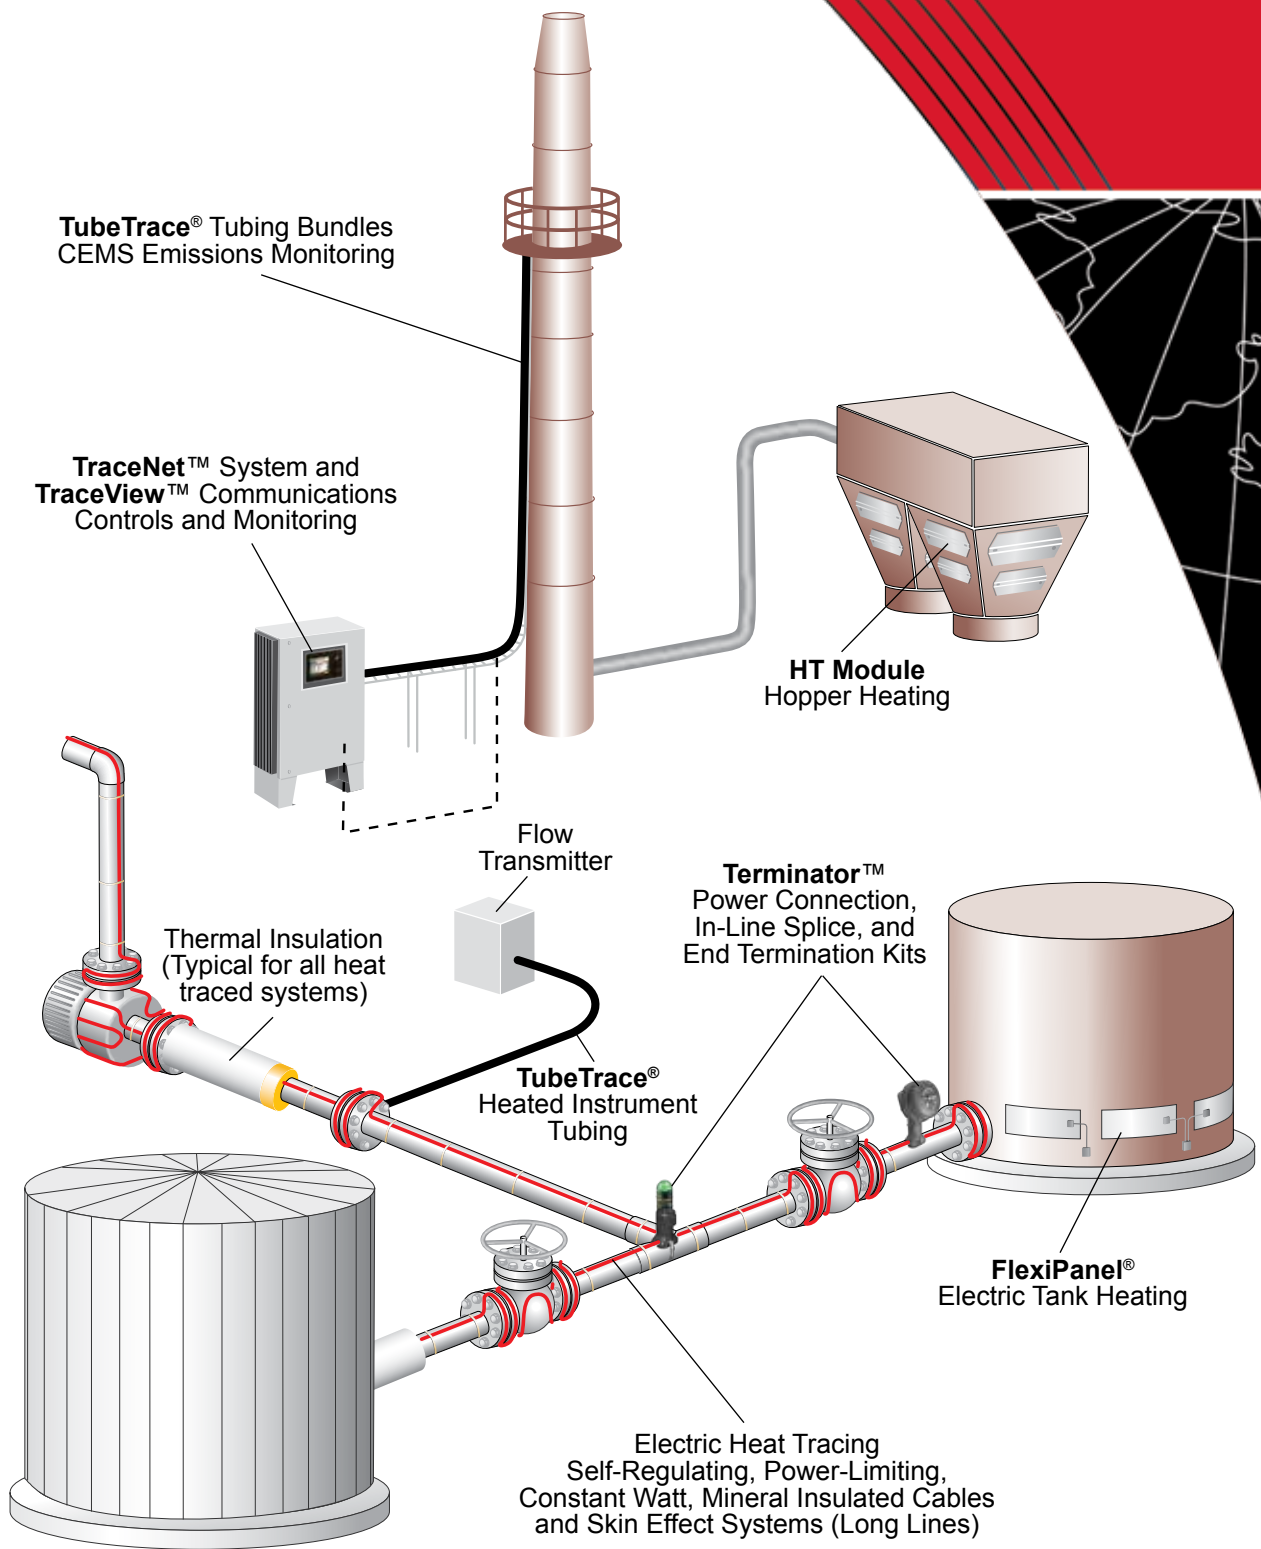 TubeTrace® Tubing Bundles
CEMS Emissions Monitoring
TraceNet™ System and
TraceView™ Communications
Controls and Monitoring
HT Module
Hopper Heating
Flow
Transmitter
Terminator™
Power Connection,
In-Line Splice, and
End Termination Kits
Thermal Insulation
(Typical for all heat
traced systems)
TubeTrace®
Heated Instrument
Tubing
FlexiPanel®
Electric Tank Heating
Electric Heat Tracing
Self-Regulating, Power-Limiting,
Constant Watt, Mineral Insulated Cables
and Skin Effect Systems (Long Lines)